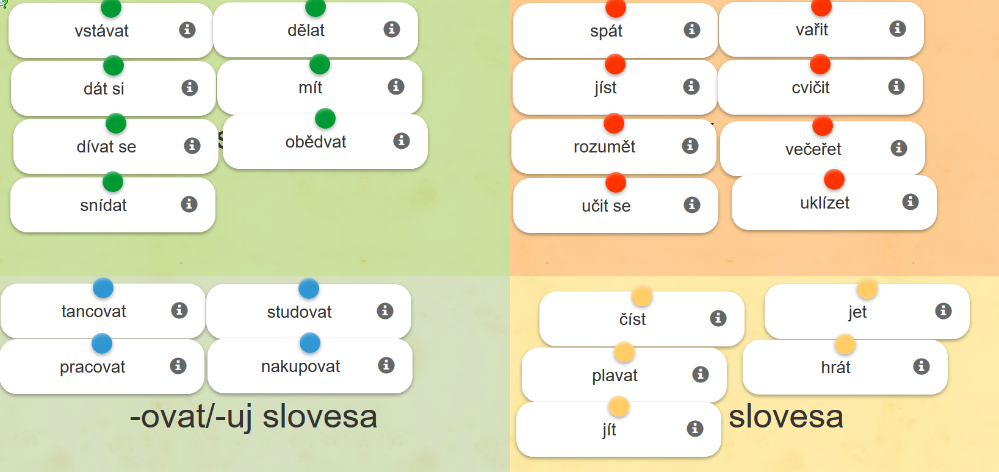 vstávat
dělat
dát si
mít
dívat se
obědvat
snídat
spát
vařit
jíst
cvičit
rozumět
večeřet
učit se
uklízet
tancovat
studovat
pracovat
nakupovat
-ovat/-uj slovesa
číst
jet
plavat
hrát
jít
slovesa